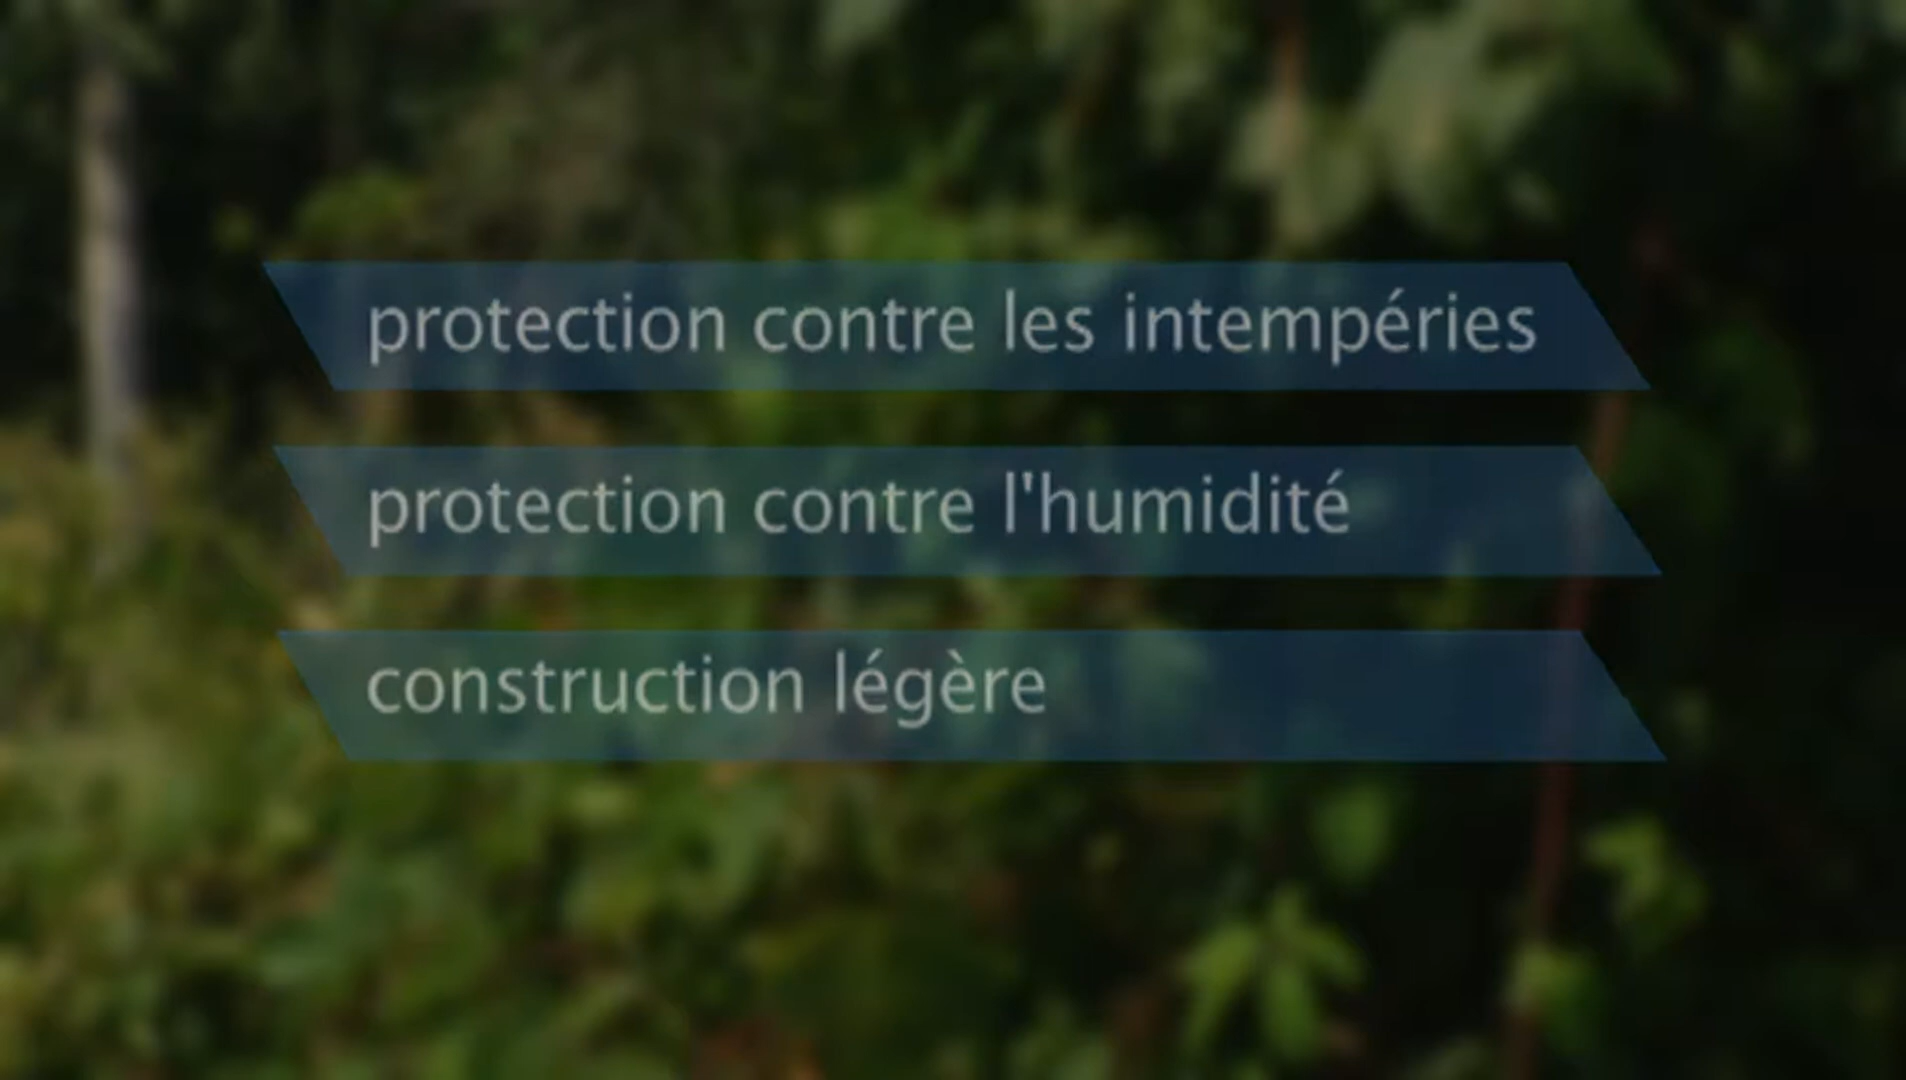 protection contre les intempéries
protection contre l'humidité
construction légère